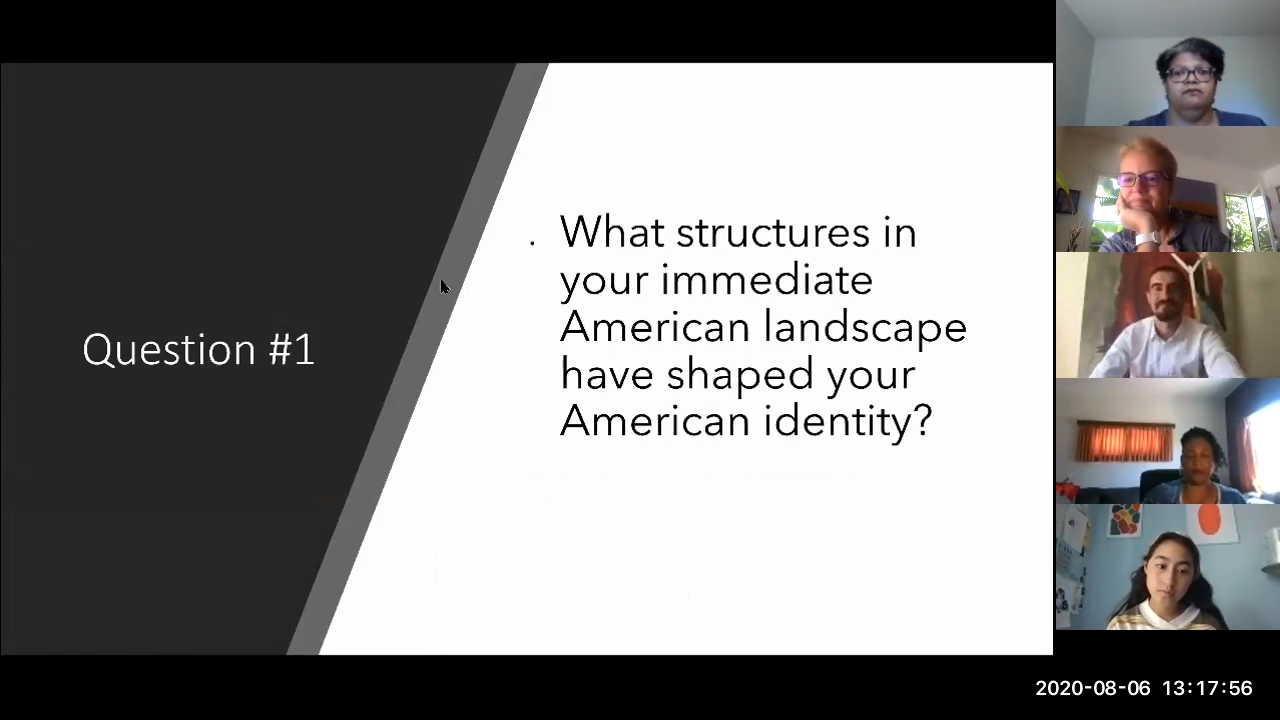 Question #1
. What structures in
your immediate
American landscape
have shaped your
American identity?
2020-08-06 13:17:56